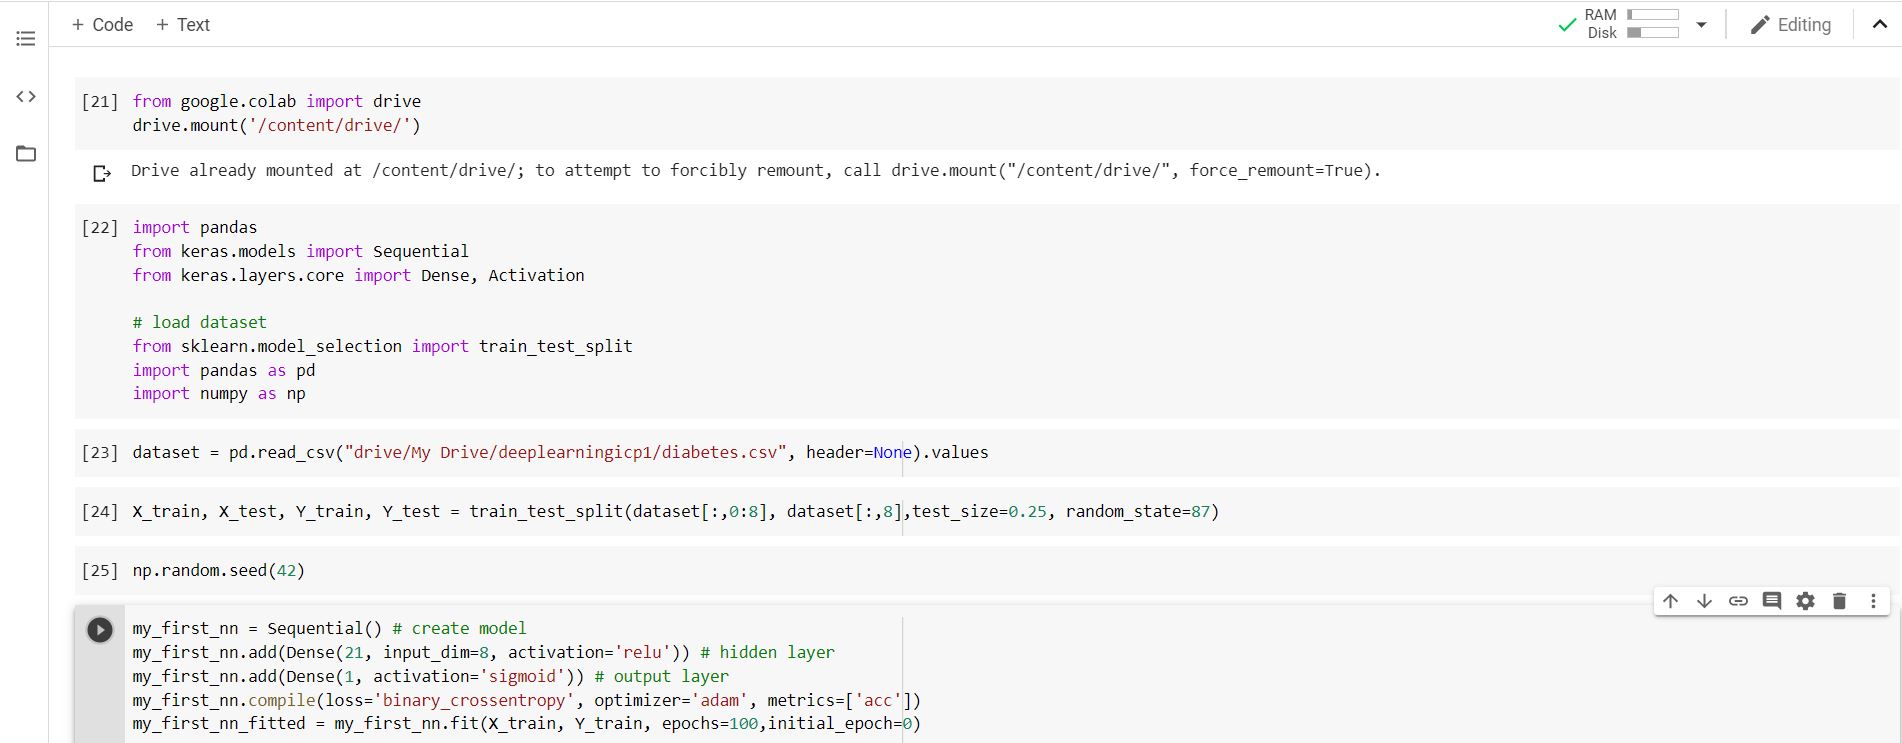 + Code + Text
RAM
Disk
Editing
[21] from google.colab import drive
drive.mount('/content/drive/')
Drive already mounted at /content/drive/; to attempt to forcibly remount, call drive.mount("/content/drive/", force_remount=True).
[22] import pandas
from keras.models import Sequential
from keras.layers.core import Dense, Activation
# load dataset
from sklearn.model_selection import train_test_split
import pandas as pd
import numpy as np
[23] dataset = pd.read_csv("drive/My Drive/deeplearningicp1/diabetes.csv", header=None).values
[24] X_train, X_test, Y_train, Y_test = train_test_split(dataset[:,0:8], dataset[:,8],test_size=0.25, random_state=87)
[25] np.random.seed(42)
my_first_nn = Sequential() # create model
my_first_nn.add(Dense(21, input_dim=8, activation='relu')) # hidden layer
my_first_nn.add(Dense(1, activation='sigmoid')) # output layer
my_first_nn.compile(loss='binary_crossentropy', optimizer='adam', metrics=['acc'])
my_first_nn_fitted = my_first_nn.fit(X_train, Y_train, epochs=100,initial_epoch=0)